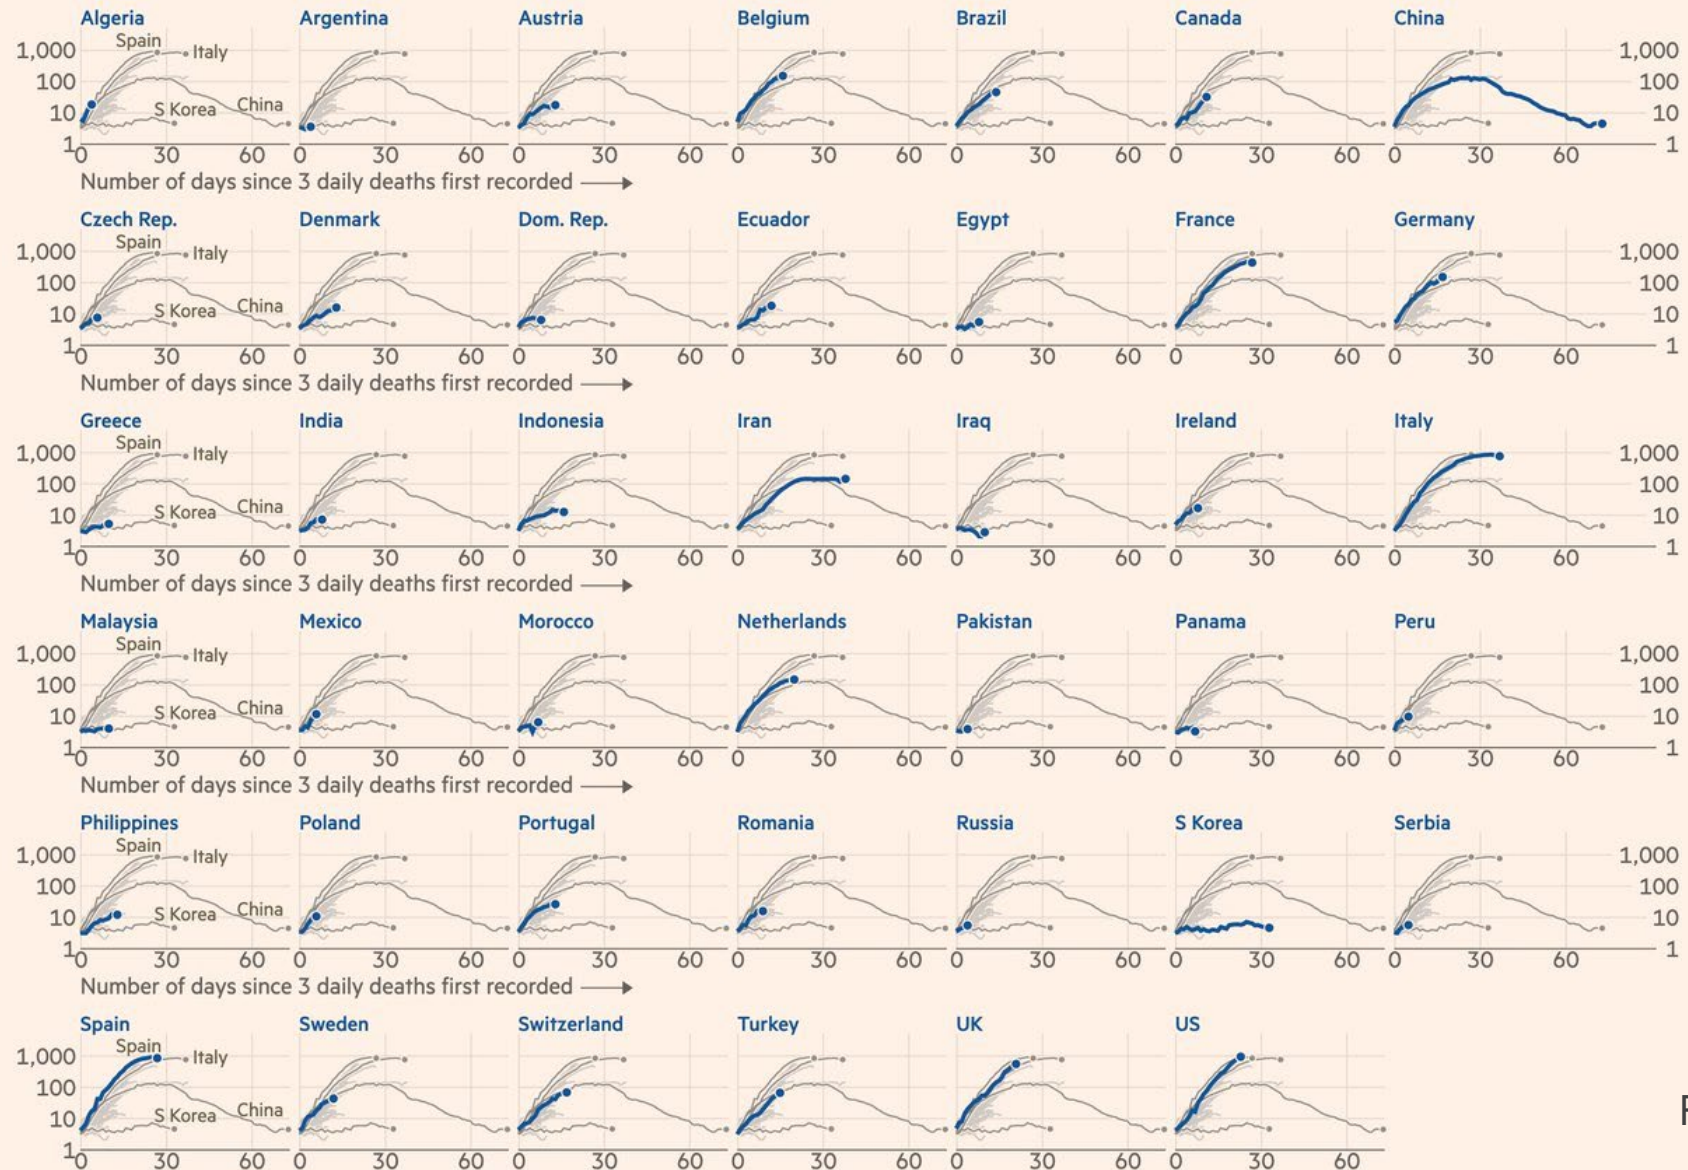 Algeria Argentina Austria Belgium Brazil Canada China
Spain
1,000 Italy 1,000
100 100
10 S Korea China 10
1 1
0 30 60 0 30 60 0 30 60 0 30 60 0 30 60 0 30 60 0 30 60
Number of days since 3 daily deaths first recorded
Czech Rep. Denmark Dom. Rep. Ecuador Egypt France Germany
Spain
1,000 Italy 1,000
100 100
10 S Korea China 10
1 1
0 30 60 0 30 60 0 30 60 0 30 60 0 30 60 0 30 60 0 30 60
Number of days since 3 daily deaths first recorded
Greece India Indonesia Iran Iraq Ireland Italy
Spain
1,000 Italy 1,000
100 100
10 S Korea China 10
1 1
0 30 60 0 30 60 0 30 60 0 30 60 0 30 60 0 30 60 0 30 60
Number of days since 3 daily deaths first recorded
Malaysia Mexico Morocco Netherlands Pakistan Panama Peru
Spain
1,000 Italy 1,000
100 100
10 S Korea China 10
1 1
0 30 60 0 30 60 0 30 60 0 30 60 0 30 60 0 30 60 0 30 60
Number of days since 3 daily deaths first recorded
Philippines Poland Portugal Romania Russia S Korea Serbia
Spain
1,000 Italy 1,000
100 100
10 S Korea China 10
1 1
0 30 60 0 30 60 0 30 60 0 30 60 0 30 60 0 30 60 0 30 60
Number of days since 3 daily deaths first recorded
Spain Sweden Switzerland Turkey UK US
Spain
1,000 Italy
100
10 S Korea China
1
0 30 60 0 30 60 0 30 60 0 30 60 0 30 60 0 30 60